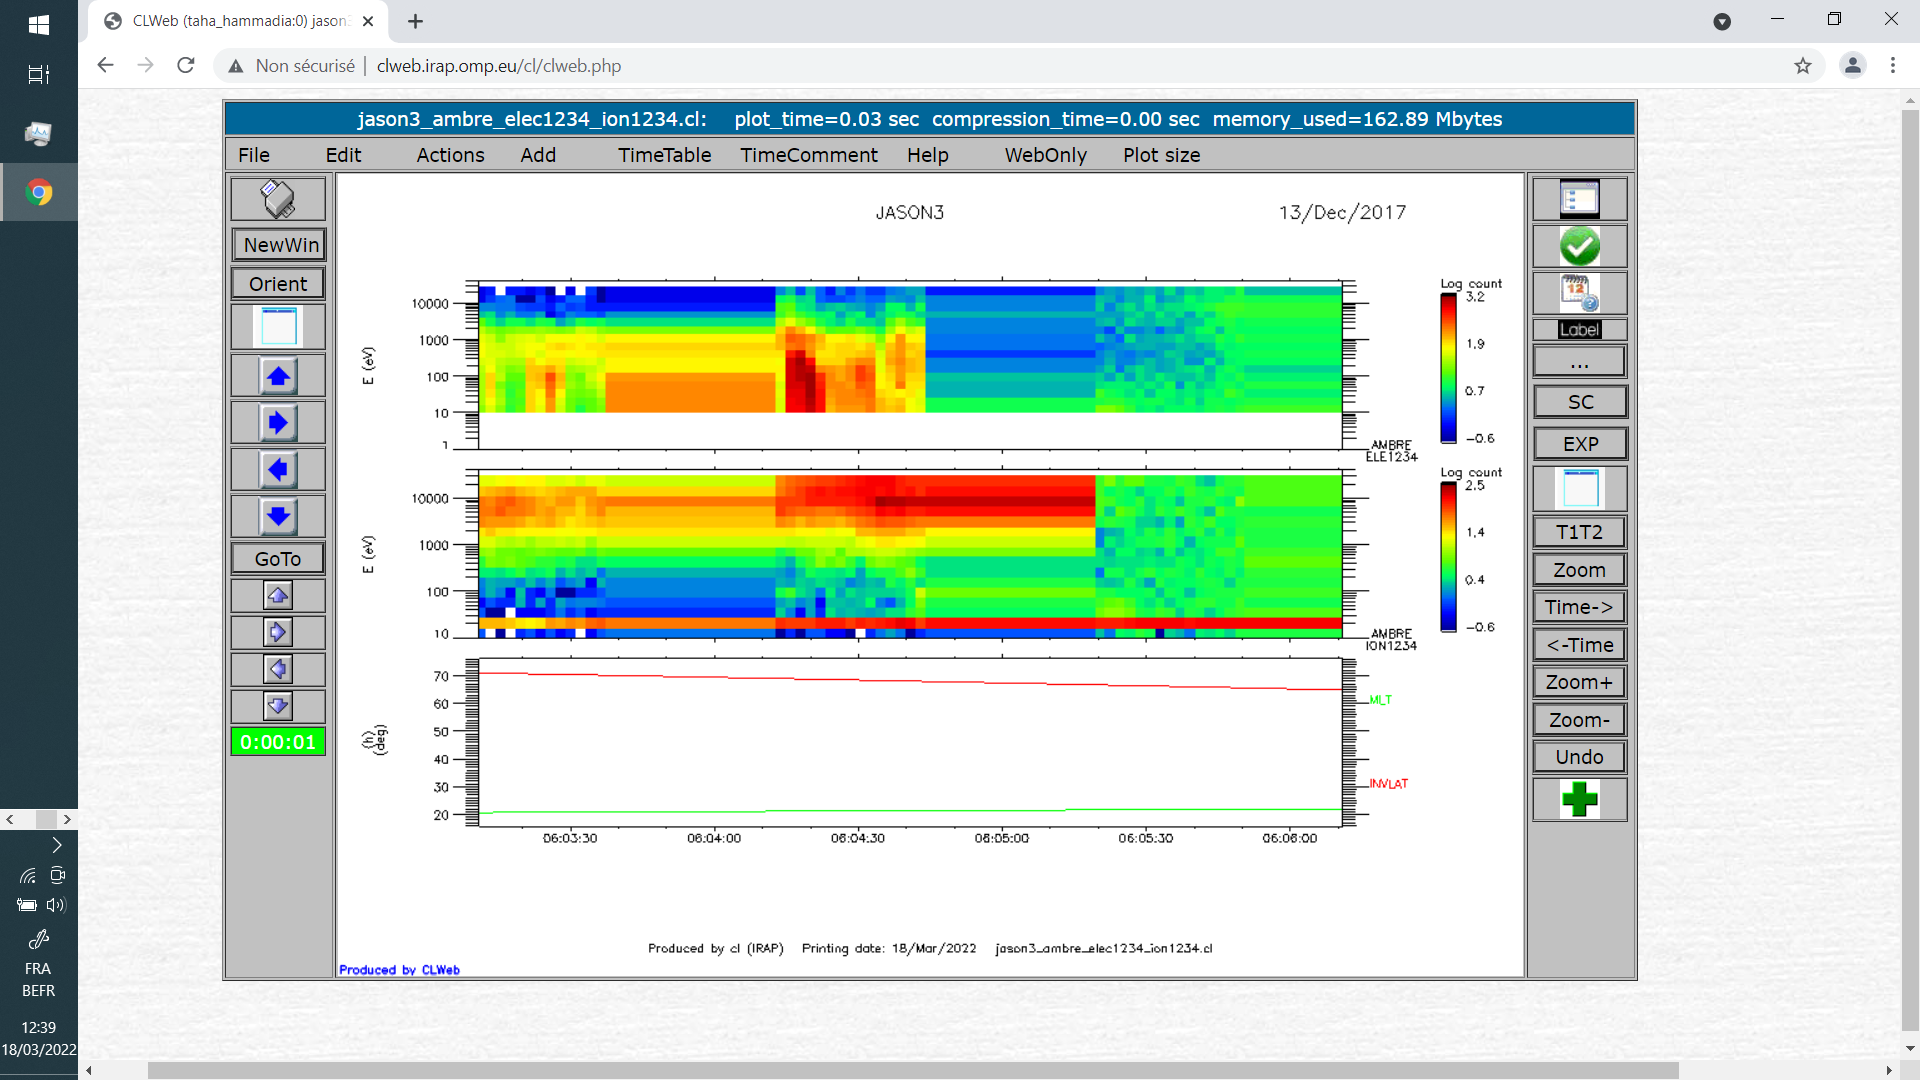 CLWeb (taha_hammadia:0) jason3
Non sécurisé | clweb.irap.omp.eu/cl/clweb.php
jason3_ambre_elec1234_ion1234.cl: plot_time=0.03 sec compression_time=0.00 sec memory_used=162.89 Mbytes
File Edit Actions Add TimeTable TimeComment Help WebOnly Plot size
NewWin
Orient
GoTo
0:00:01
JASON3 13/Dec/2017
E (eV)
10000
1000
100
10
1
Log count
3.2
1.9
0.7
-0.6
AMBRE
ELE1234
E (eV)
10000
1000
100
10
Log count
2.5
1.4
0.4
-0.6
AMBRE
ION1234
(h)
(deg)
70
60
50
40
30
20
MLT
INVLAT
06:03:30 06:04:00 06:04:30 06:05:00 06:05:30 06:06:00
Produced by cl (IRAP) Printing date: 18/Mar/2022 jason3_ambre_elec1234_ion1234.cl
Produced by CLWeb
12
Label
...
SC
EXP
T1T2
Zoom
Time->
<-Time
Zoom+
Zoom-
Undo
FRA
BEFR
12:39
18/03/2022